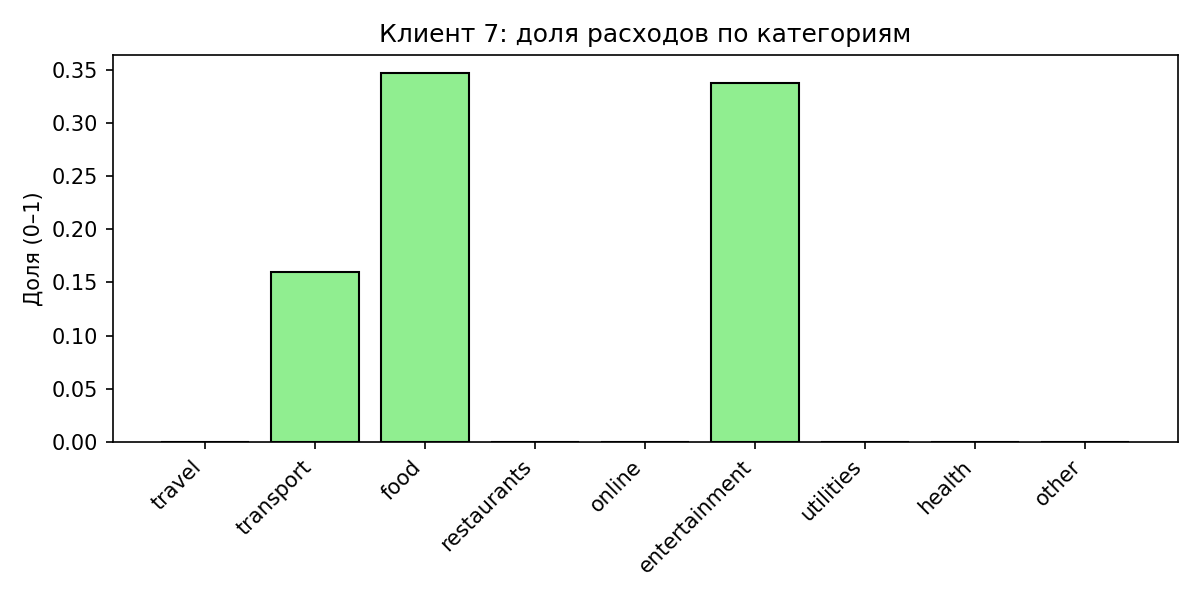 Клиент 7: доля расходов по категориям
Доля (0–1)
0.35
0.30
0.25
0.20
0.15
0.10
0.05
0.00
travel
transport
food
restaurants
online
entertainment
utilities
health
other